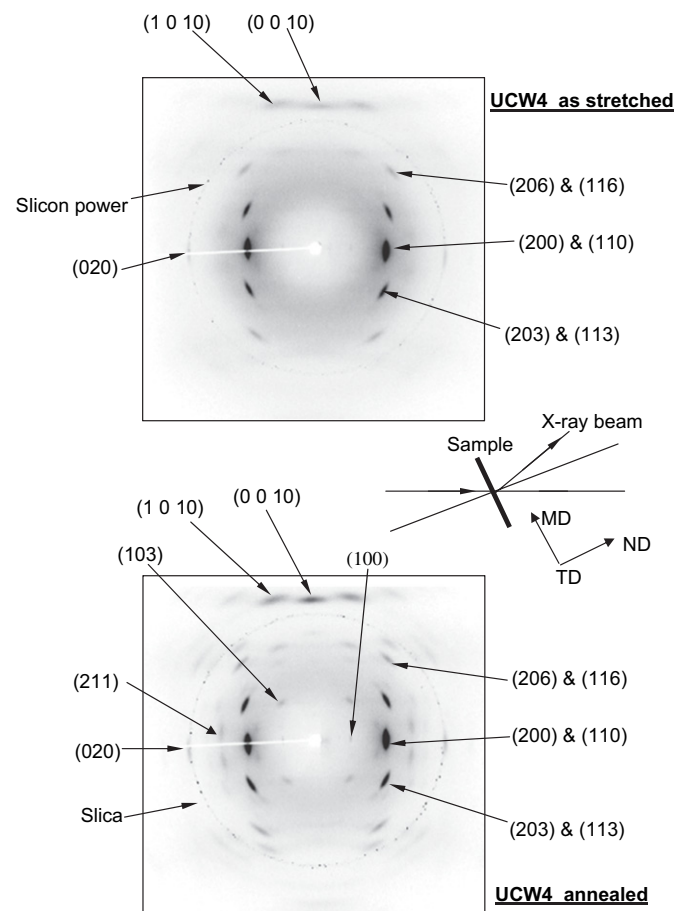 (1 0 10)
(0 0 10)
UCW4 as stretched
(206) & (116)
Slicon power
(200) & (110)
(020)
(203) & (113)
X-ray beam
Sample
MD
ND
TD
(0 0 10)
(1 0 10)
(103)
(100)
(211)
(206) & (116)
(020)
(200) & (110)
Slica
(203) & (113)
UCW4 annealed